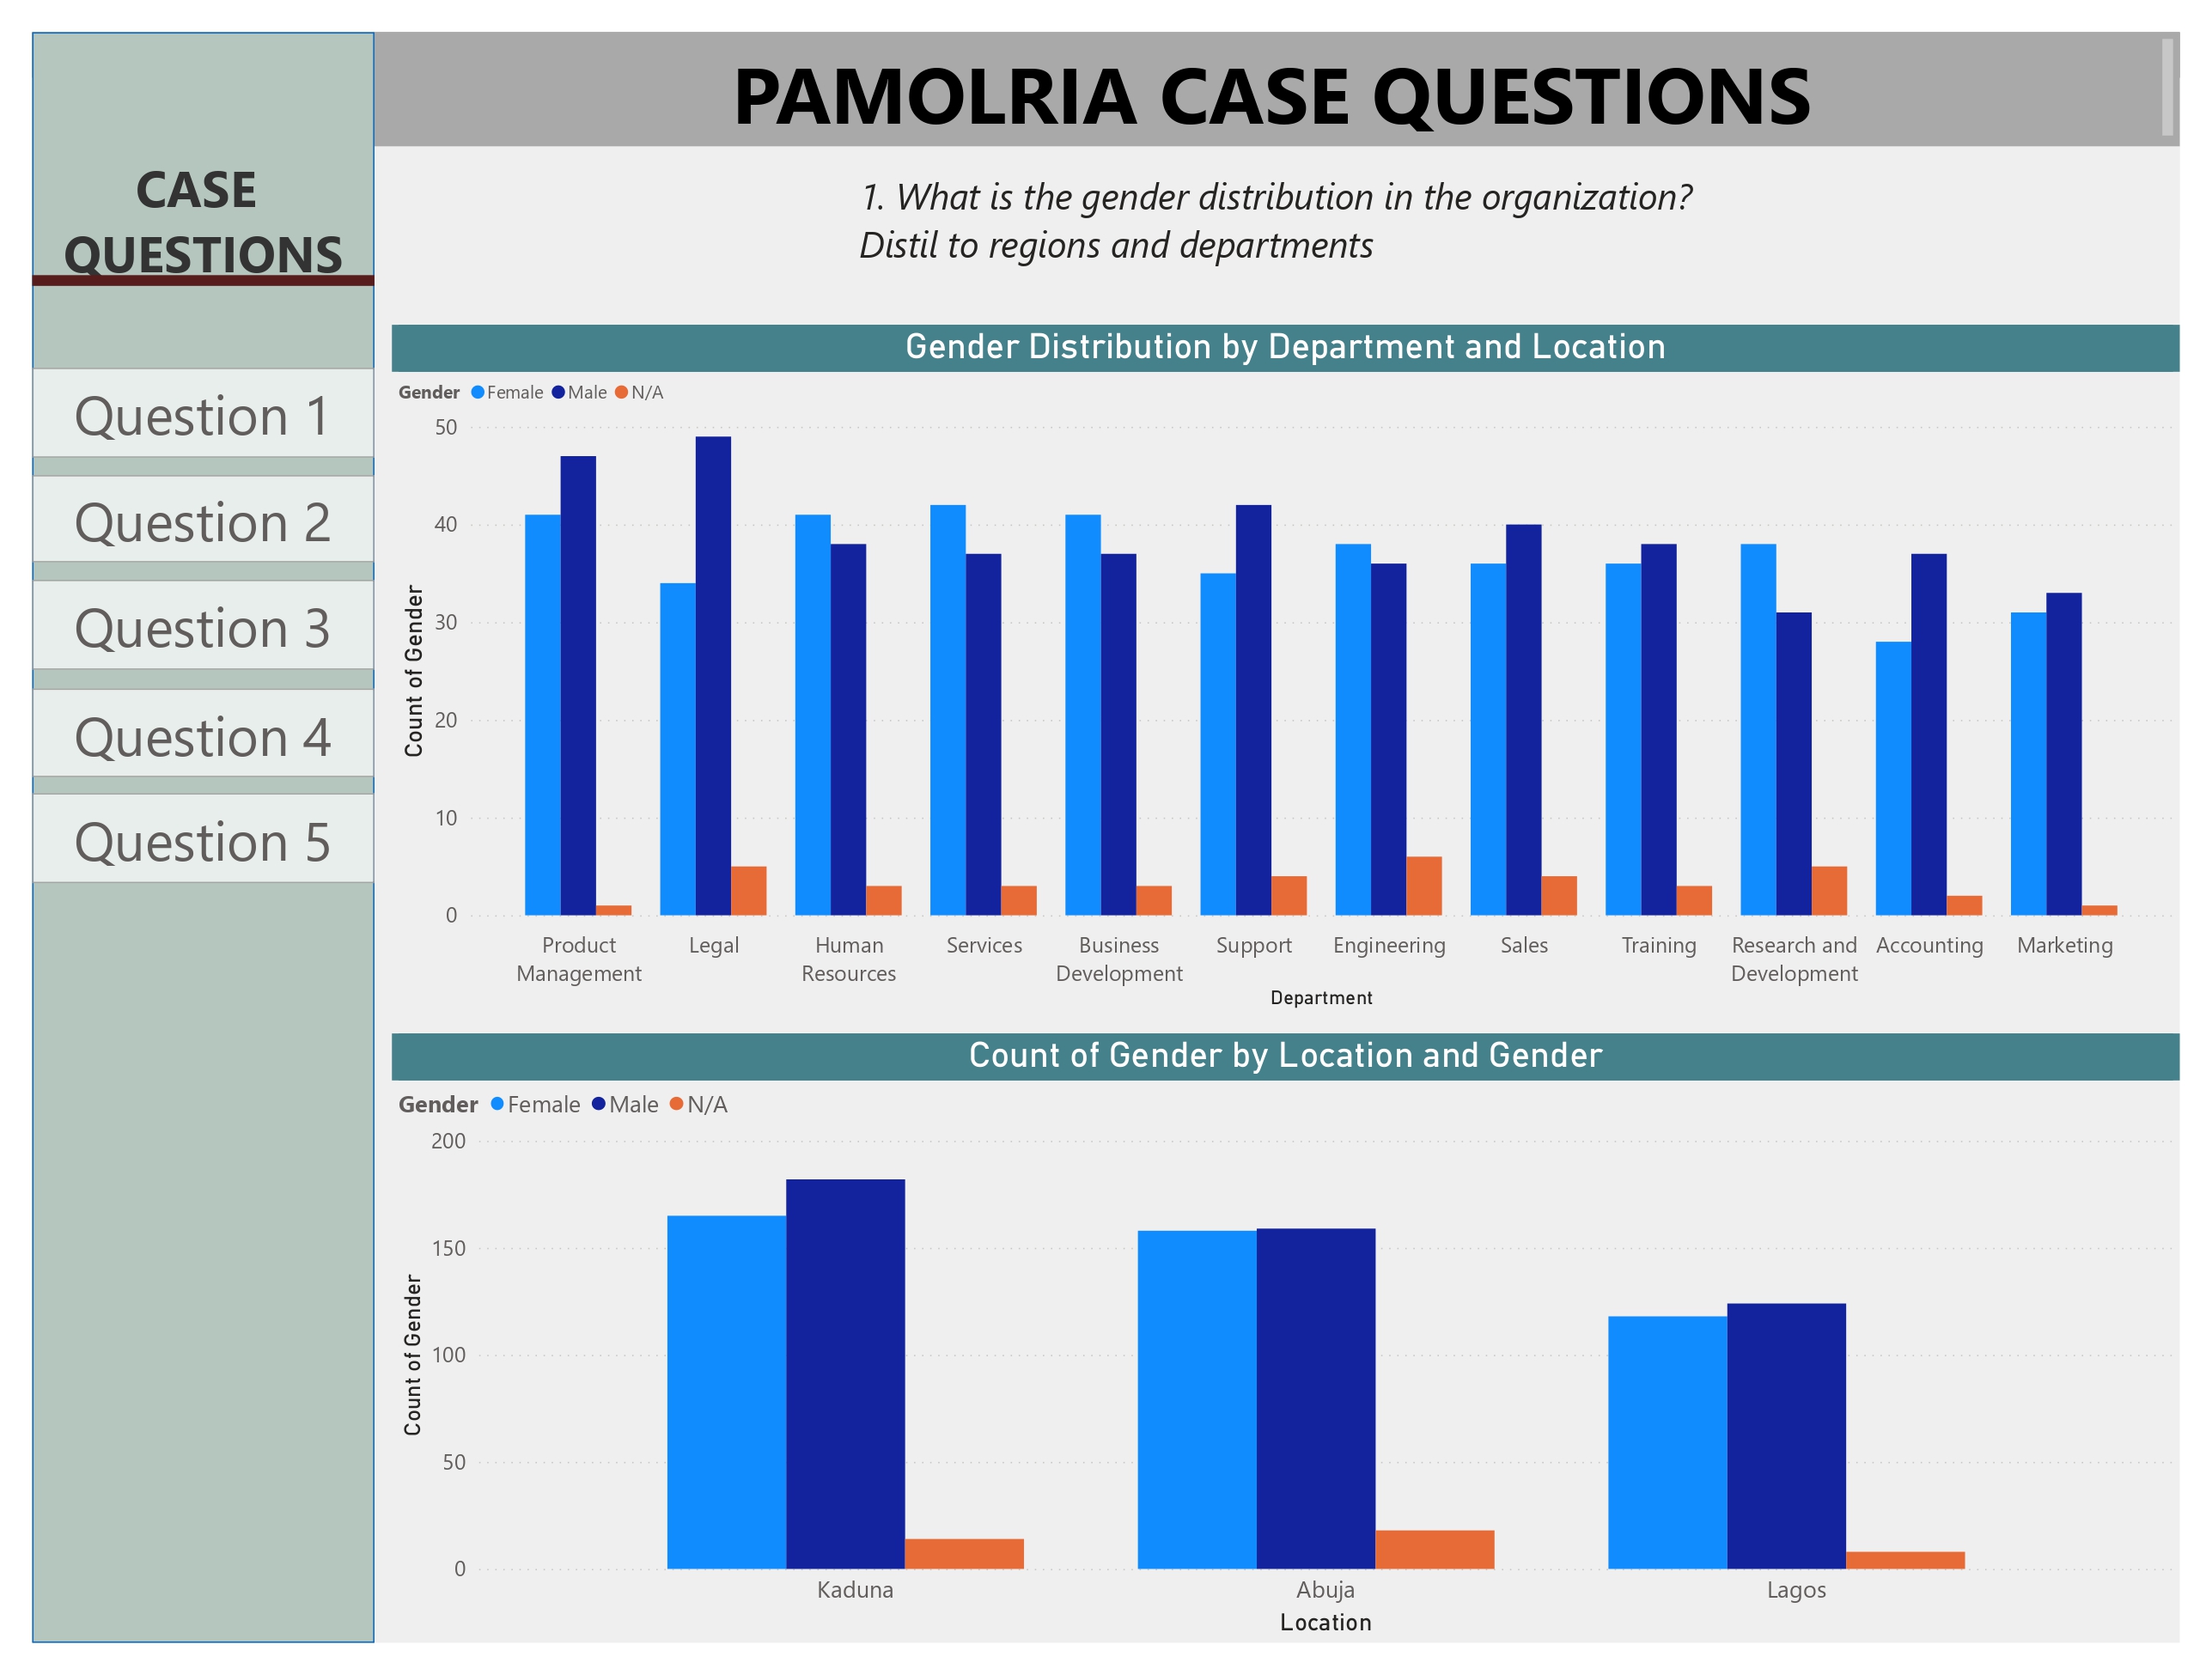 PAMOLRIA CASE QUESTIONS
CASE
QUESTIONS
Question 1
Question 2
Question 3
Question 4
Question 5
1. What is the gender distribution in the organization?
Distil to regions and departments
Gender Distribution by Department and Location
Gender Female Male N/A
50
40
30
20
10
0
Count of Gender
Product Management
Legal
Human Resources
Services
Business Development
Support
Engineering
Sales
Training
Research and Development
Accounting
Marketing
Department
Count of Gender by Location and Gender
Gender Female Male N/A
200
150
100
50
0
Count of Gender
Kaduna
Abuja
Lagos
Location